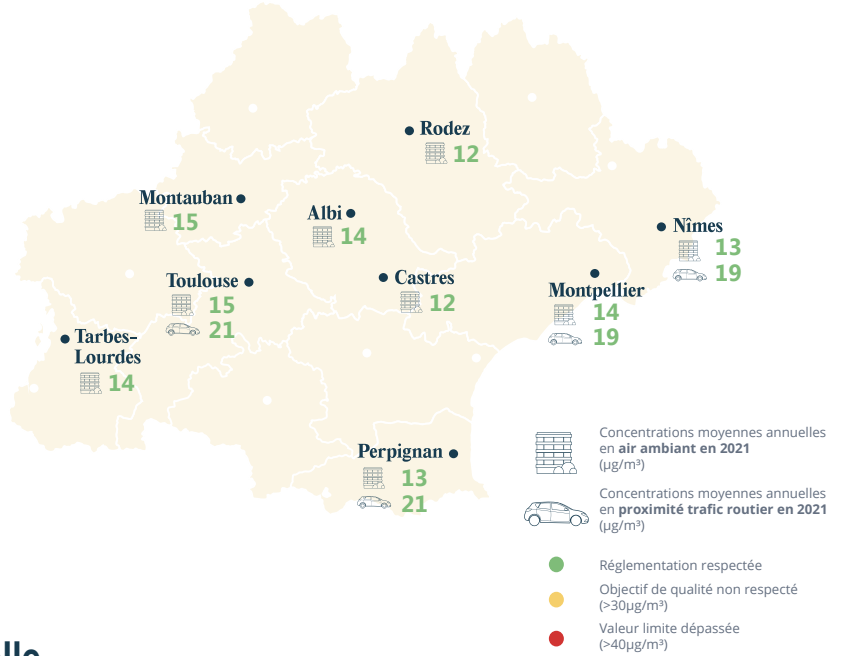 Rodez
12
Montauban
15
Albi
14
Nîmes
13
19
Toulouse
15
21
Castres
12
Montpellier
14
19
Tarbes-
Lourdes
14
Perpignan
13
21
Concentrations moyennes annuelles
en air ambiant en 2021
(µg/m³)
Concentrations moyennes annuelles
en proximité trafic routier en 2021
(µg/m³)
Réglementation respectée
Objectif de qualité non respecté
(>30µg/m³)
Valeur limite dépassée
(>40µg/m³)